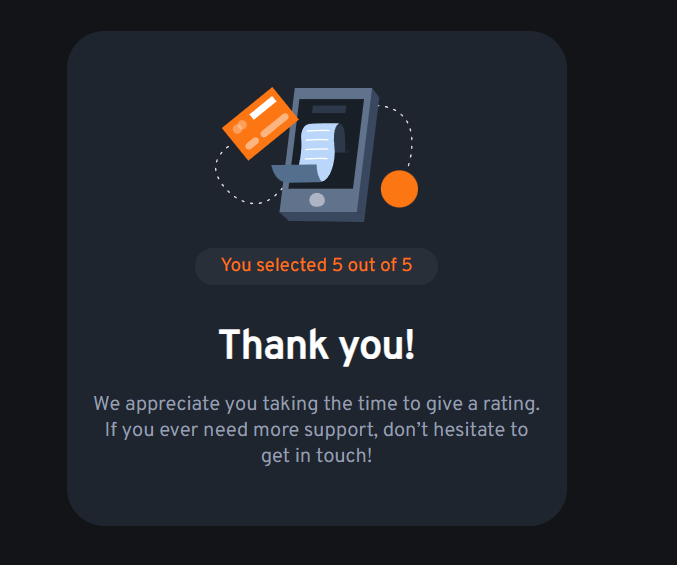 You selected 5 out of 5
Thank you!
We appreciate you taking the time to give a rating.
If you ever need more support, don’t hesitate to
get in touch!